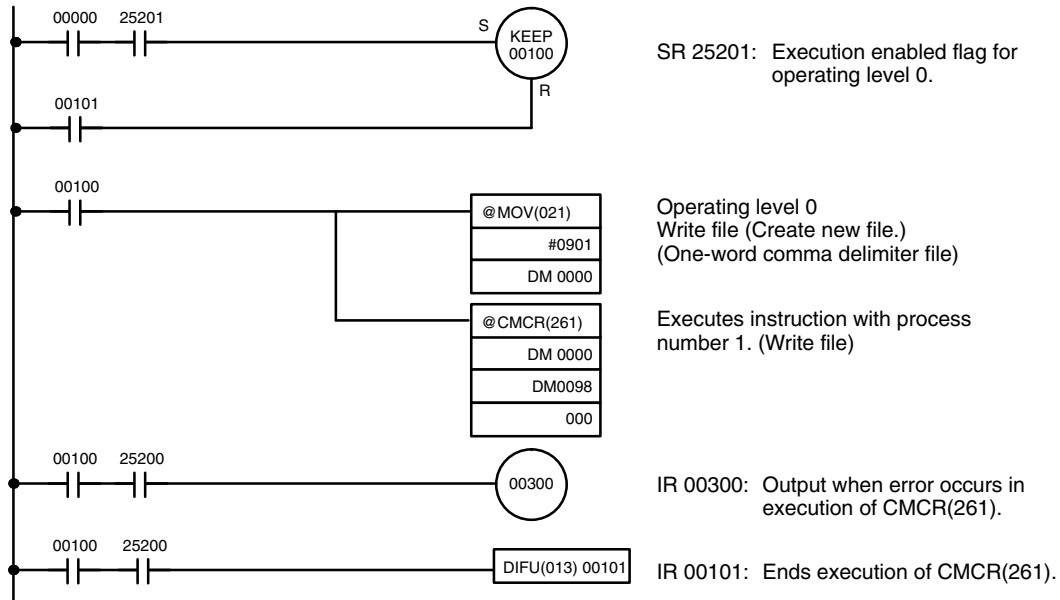 00000 25201
S
KEEP
00100
R
SR 25201: Execution enabled flag for
operating level 0.
00101
00100
@MOV(021)
#0901
DM 0000
Operating level 0
Write file (Create new file.)
(One-word comma delimiter file)
@CMCR(261)
DM 0000
DM0098
000
Executes instruction with process
number 1. (Write file)
00100 25200
00300
IR 00300: Output when error occurs in
execution of CMCR(261).
00100 25200
DIFU(013) 00101
IR 00101: Ends execution of CMCR(261).